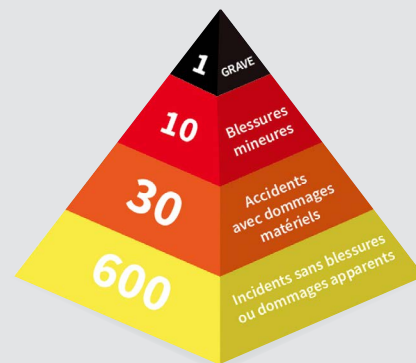 1
GRAVE
10
Blessures
mineures
30
Accidents
avec dommages
matériels
600
Incidents sans blessures
ou dommages apparents